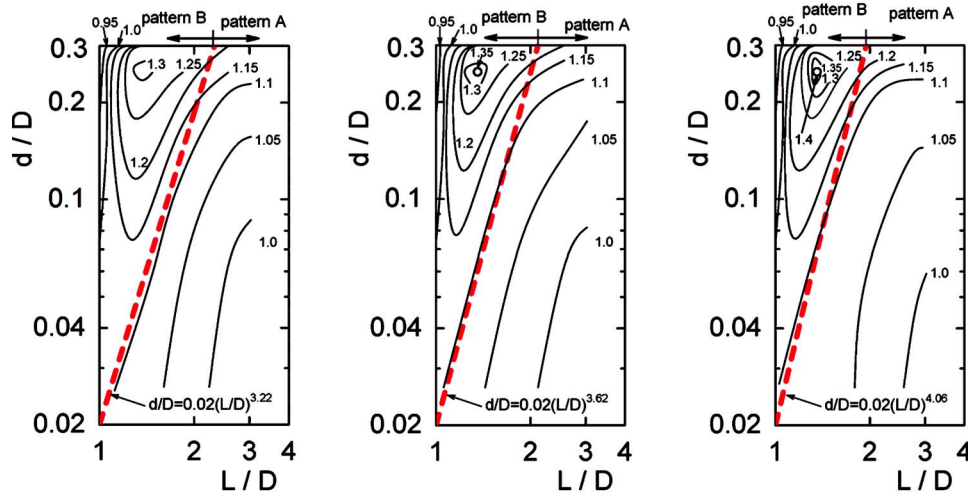 pattern B
pattern A
0.95
1.0
1.3
1.25
1.15
1.1
1.2
1.05
1.0
0.3
0.2
0.1
0.04
0.02
d / D
d/D=0.02(L/D)^3.22
1 2 3 4
L / D
pattern B
pattern A
0.95
1.0
1.35
1.25
1.15
1.3
1.1
1.2
1.05
1.0
0.3
0.2
0.1
0.04
0.02
d / D
d/D=0.02(L/D)^3.62
1 2 3 4
L / D
pattern B
pattern A
0.95
1.0
1.2
1.35
1.15
1.3
1.1
1.4
1.05
1.0
0.3
0.2
0.1
0.04
0.02
d / D
d/D=0.02(L/D)^4.06
1 2 3 4
L / D